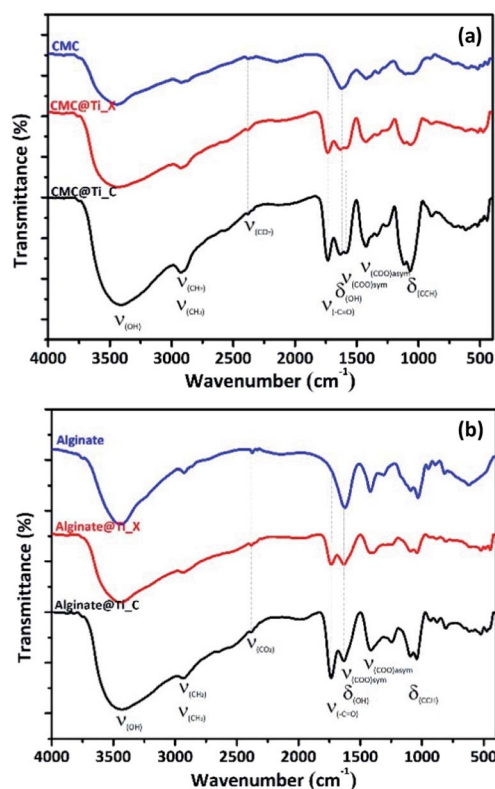 (a)
CMC
CMC@Ti_X
CMC@Ti_C
ν(CO₂)
ν(CH₂)
ν(CH₃)
ν(OH)
ν(COO)asym
ν(COO)sym
δ(OH)
ν(-C=O)
δ(CCH)
Transmittance (%)
4000 3500 3000 2500 2000 1500 1000 500
Wavenumber (cm⁻¹)
(b)
Alginate
Alginate@Ti_X
Alginate@Ti_C
ν(CO₂)
ν(CH₂)
ν(CH₃)
ν(OH)
ν(COO)asym
ν(COO)sym
δ(OH)
ν(-C=O)
δ(CCH)
Transmittance (%)
4000 3500 3000 2500 2000 1500 1000 500
Wavenumber (cm⁻¹)